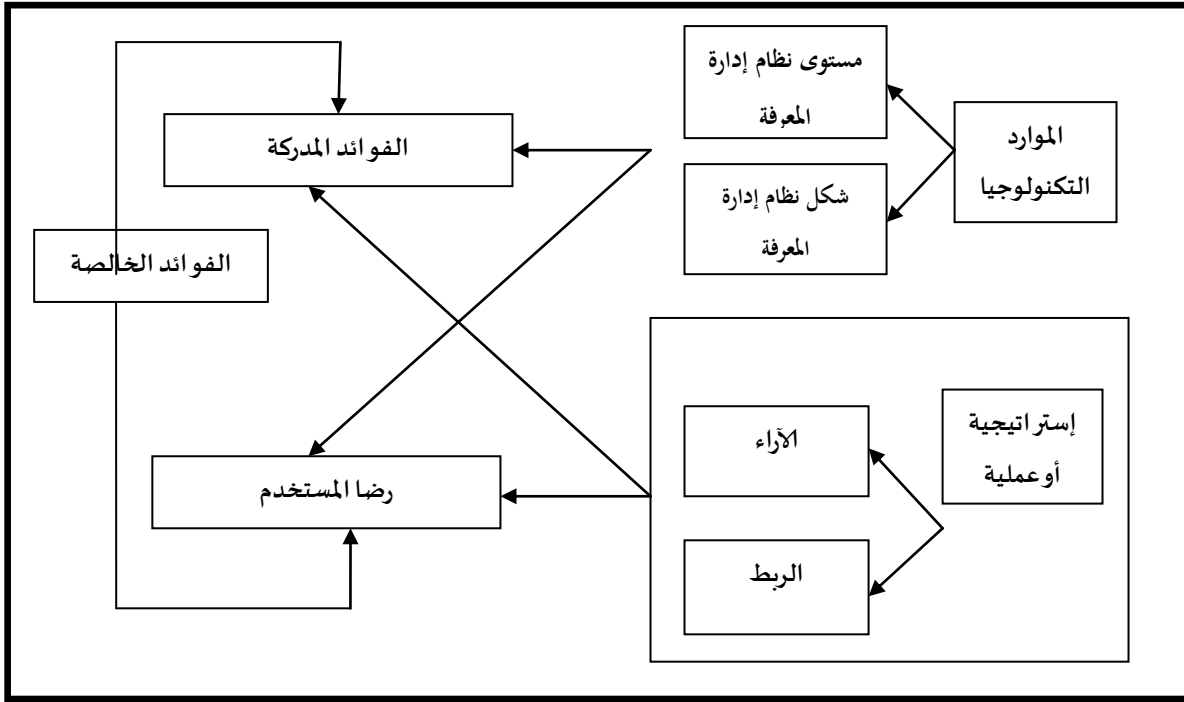 مستوى نظام إدارة
المعرفة
الموارد
التكنولوجيا
الفوائد المدركة
شكل نظام إدارة
المعرفة
الفوائد الخالصة
إستراتيجية
أوعملية
الآراء
رضا المستخدم
الربط